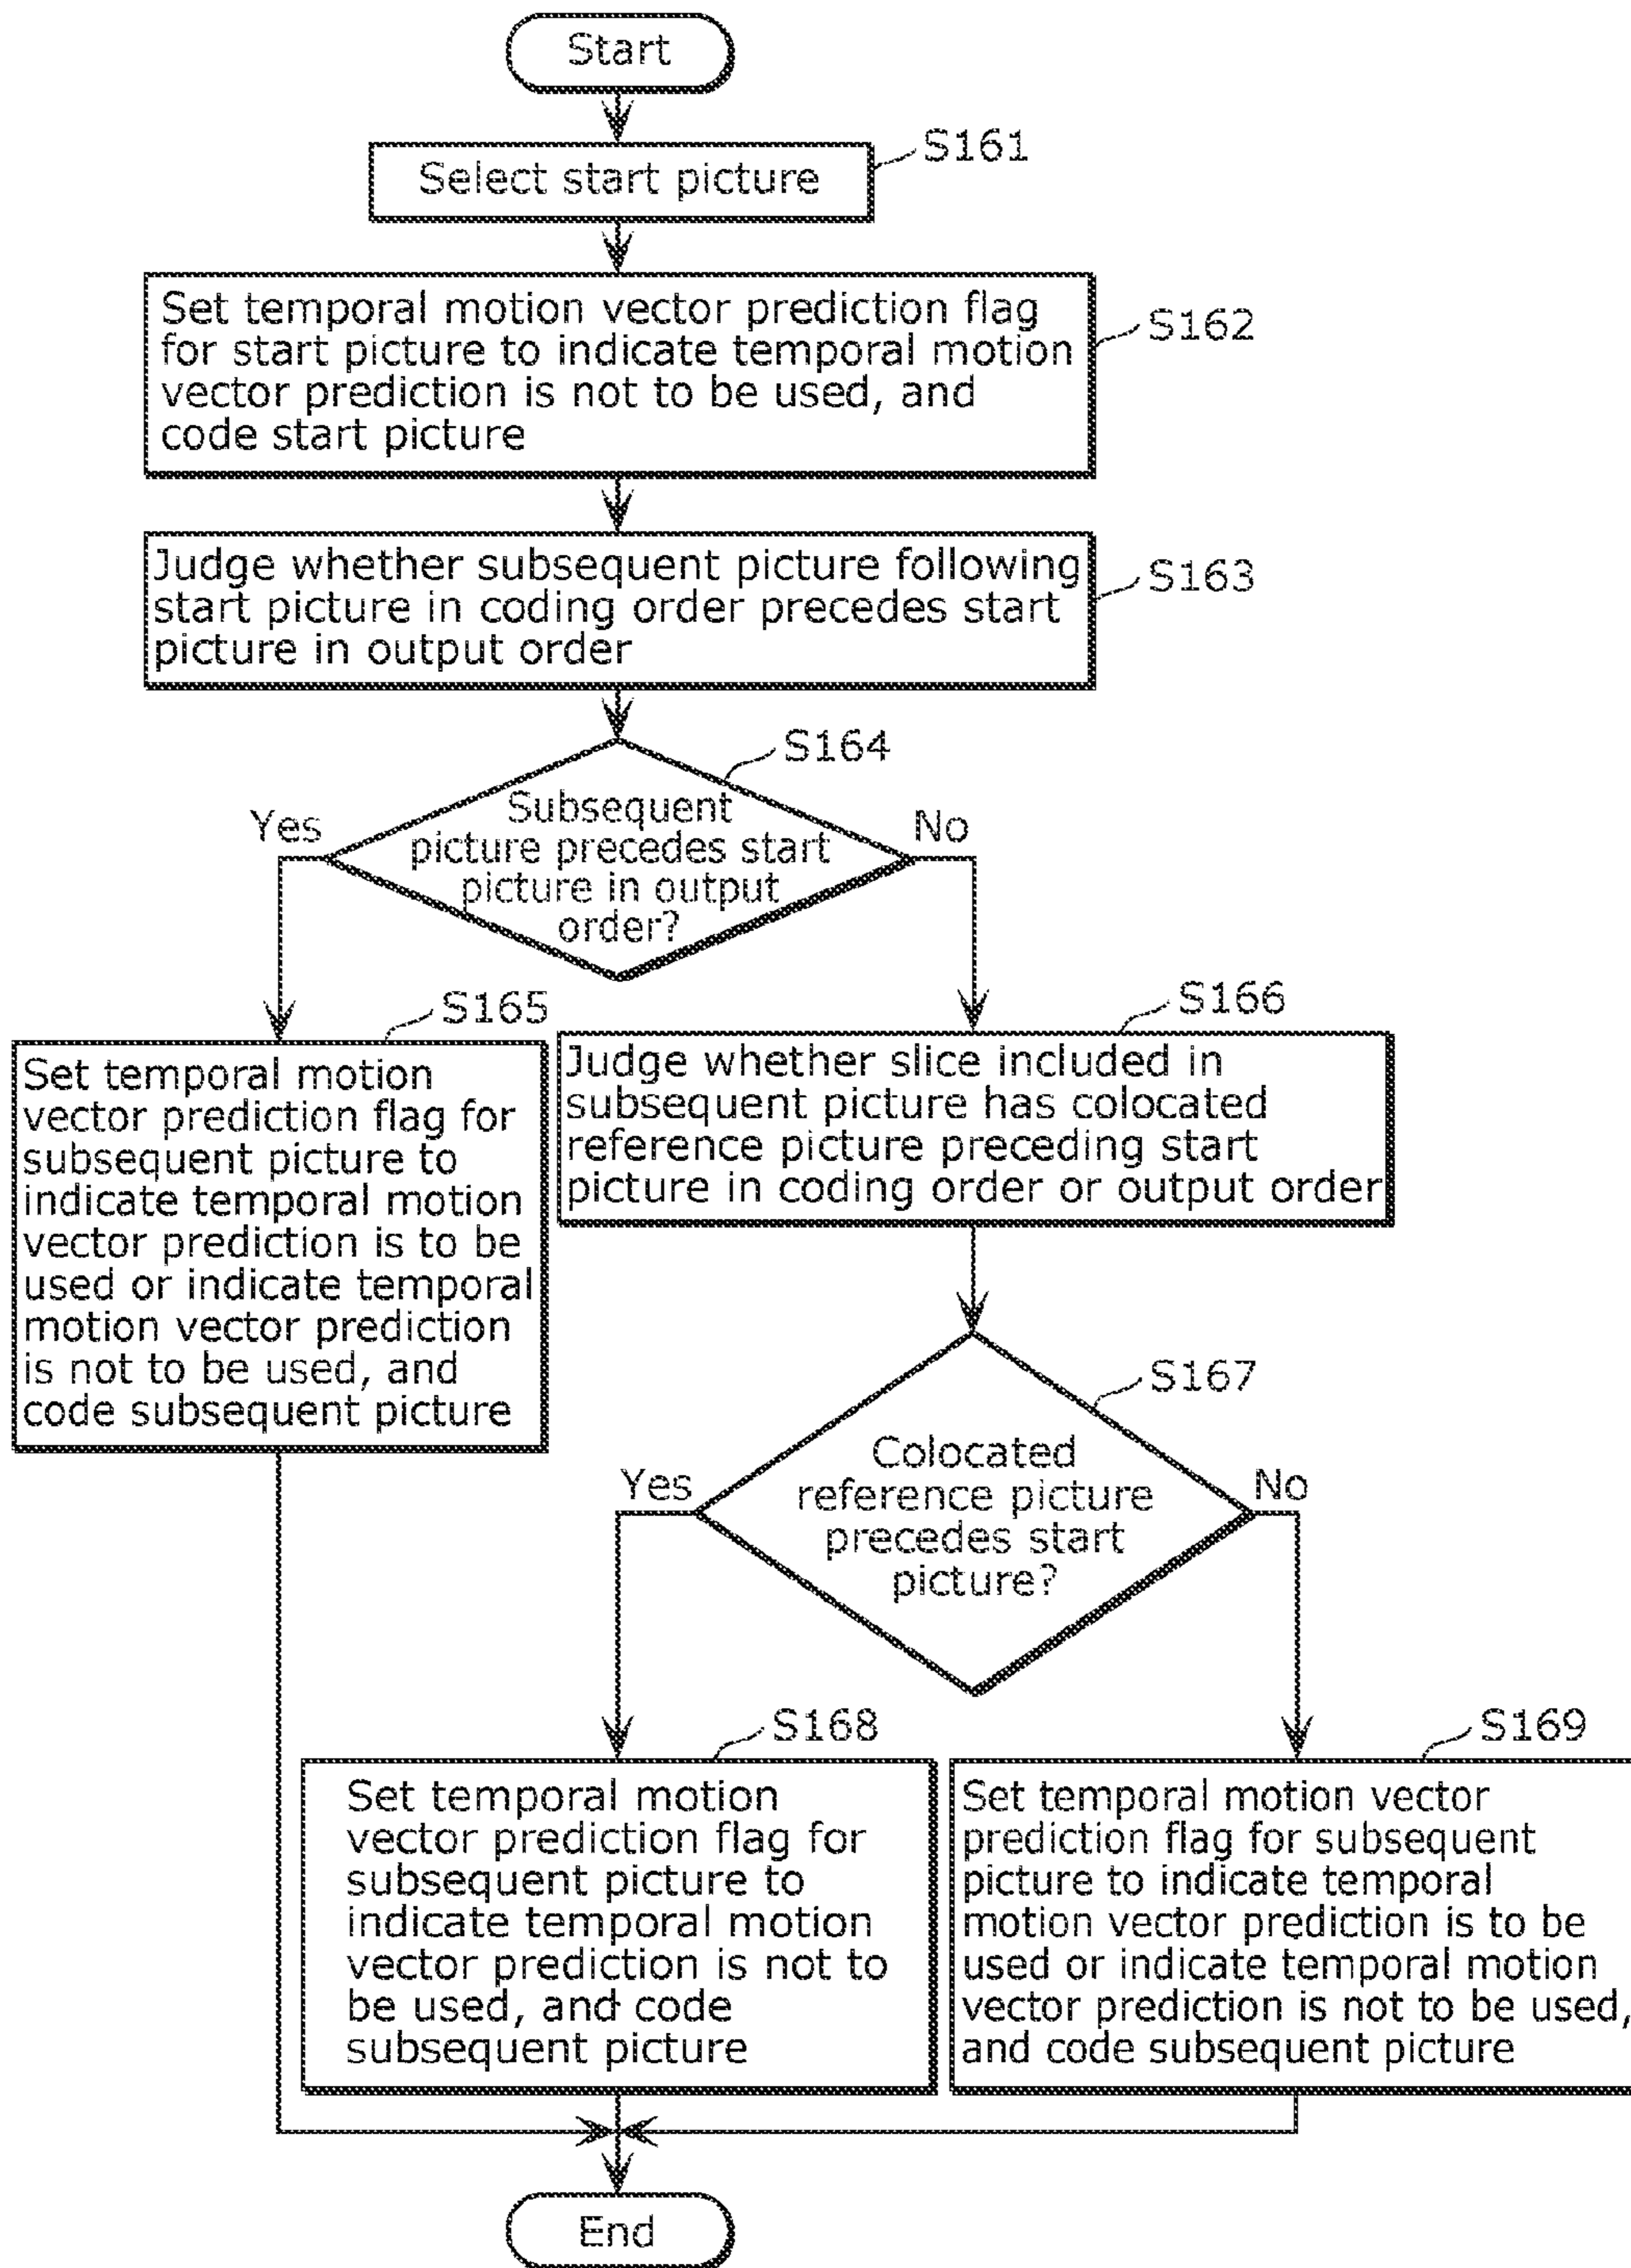 Start
S161
Select start picture
Set temporal motion vector prediction flag
for start picture to indicate temporal motion
vector prediction is not to be used, and
code start picture
S162
Judge whether subsequent picture following
start picture in coding order precedes start
picture in output order
S163
S164
Subsequent
picture precedes start
picture in output
order?
Yes
No
S165
Set temporal motion
vector prediction flag for
subsequent picture to
indicate temporal motion
vector prediction is to be
used or indicate temporal
motion vector prediction
is not to be used, and
code subsequent picture
S166
Judge whether slice included in
subsequent picture has colocated
reference picture preceding start
picture in coding order or output order
S167
Colocated
reference picture
precedes start
picture?
Yes
No
S168
Set temporal motion
vector prediction flag for
subsequent picture to
indicate temporal motion
vector prediction is not to
be used, and code
subsequent picture
S169
Set temporal motion vector
prediction flag for subsequent
picture to indicate temporal
motion vector prediction is to be
used or indicate temporal motion
vector prediction is not to be used,
and code subsequent picture
End